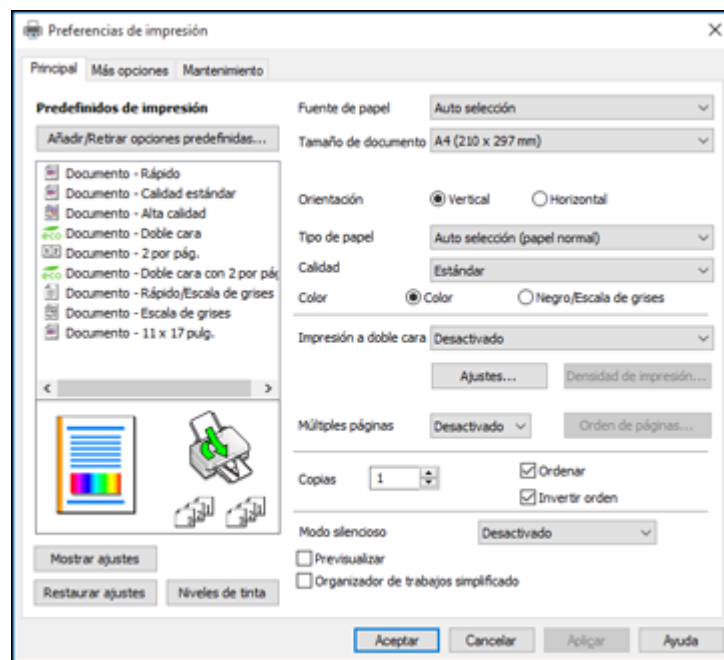 Preferencias de impresión
Principal Más opciones Mantenimiento
Predefinidos de impresión
Añadir/Retirar opciones predefinidas...
Documento - Rápido
Documento - Calidad estándar
Documento - Alta calidad
eco Documento - Doble cara
Documento - 2 por pág.
eco Documento - Doble cara con 2 por pág
Documento - Rápido/Escala de grises
Documento - Escala de grises
Documento - 11 x 17 pulg.
Mostrar ajustes
Restaurar ajustes Niveles de tinta
Fuente de papel Auto selección
Tamaño de documento A4 (210 x 297 mm)
Orientación Vertical Horizontal
Tipo de papel Auto selección (papel normal)
Calidad Estándar
Color Color Negro/Escala de grises
Impresión a doble cara Desactivado
Ajustes... Densidad de impresión...
Múltiples páginas Desactivado Orden de páginas...
Copias 1 Ordenar
Invertir orden
Modo silencioso Desactivado
Previsualizar
Organizador de trabajos simplificado
Aceptar Cancelar Aplicar Ayuda